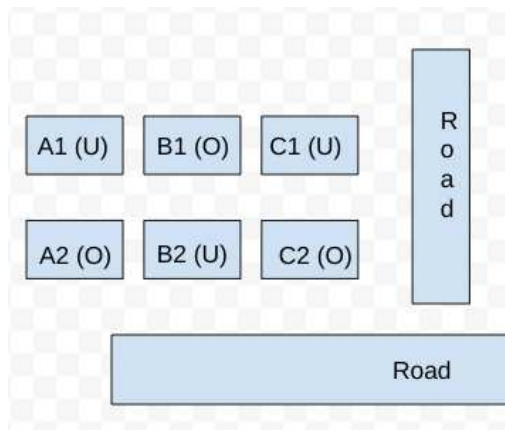 A1 (U) B1 (O) C1 (U)
A2 (O) B2 (U) C2 (O)
R
o
a
d
Road